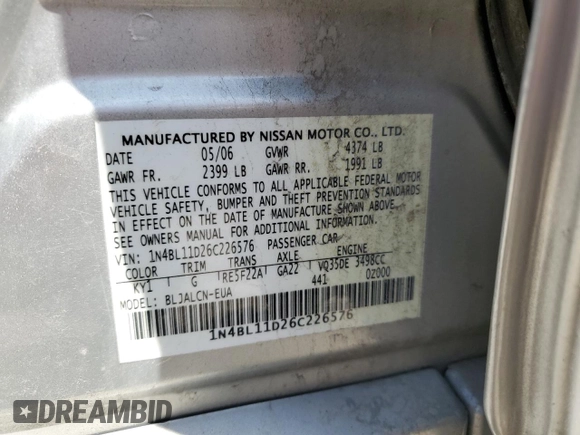 MANUFACTURED BY NISSAN MOTOR CO., LTD.
DATE 05/06 GVWR 4374 LB
GAWR FR. 2399 LB GAWR RR. 1991 LB
THIS VEHICLE CONFORMS TO ALL APPLICABLE FEDERAL MOTOR
VEHICLE SAFETY, BUMPER AND THEFT PREVENTION STANDARDS
IN EFFECT ON THE DATE OF MANUFACTURE SHOWN ABOVE.
SEE OWNERS MANUAL FOR ADDITIONAL INFORMATION.
VIN: 1N4BL11D26C226576 PASSENGER CAR
COLOR TRIM TRANS AXLE ENGINE
KY1 G RE5F22A GA22 VQ35DE 3498CC
MODEL: BLJALCN-EUA 441 0Z000
1N4BL11D26C226576
DREAMBID